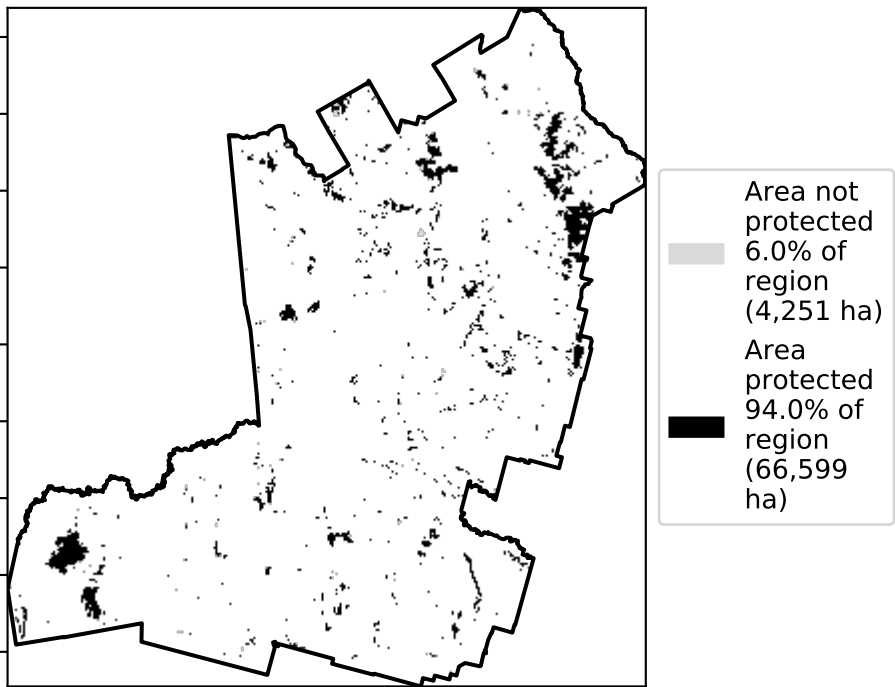 Area not
protected
6.0% of
region
(4,251 ha)
Area
protected
94.0% of
region
(66,599
ha)